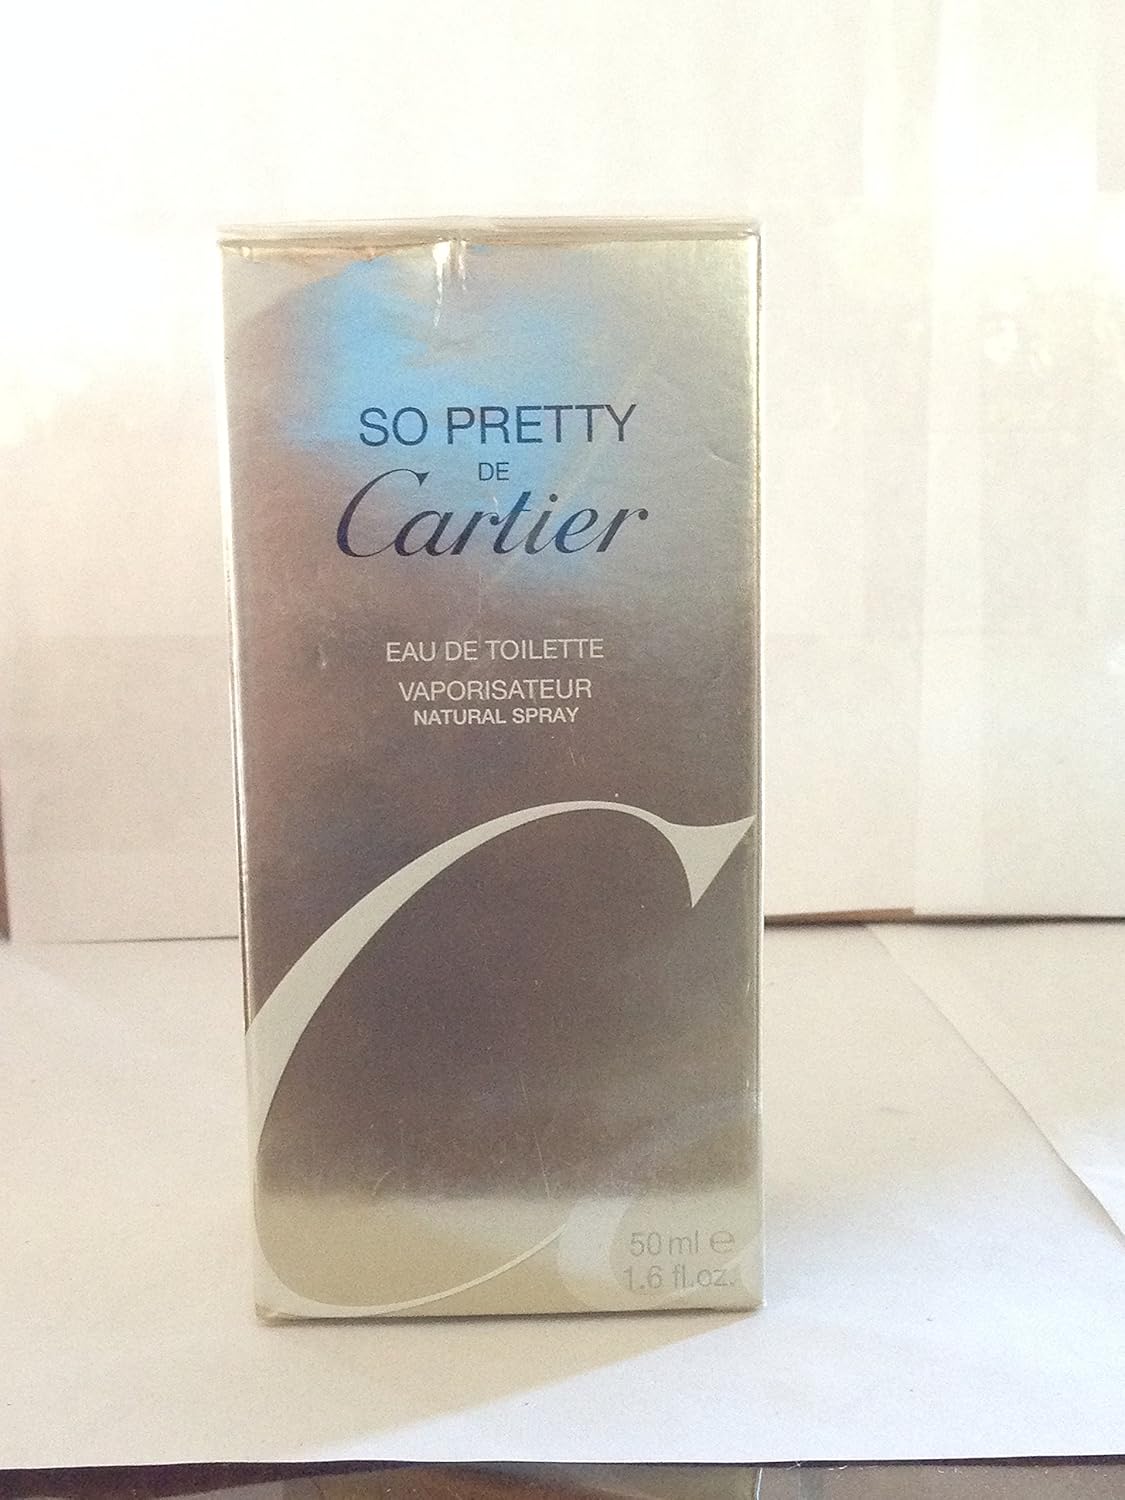 SO PRETTY
DE
Cartier
EAU DE TOILETTE
VAPORISATEUR
NATURAL SPRAY
50 ml ℮
1.6 fl.oz.